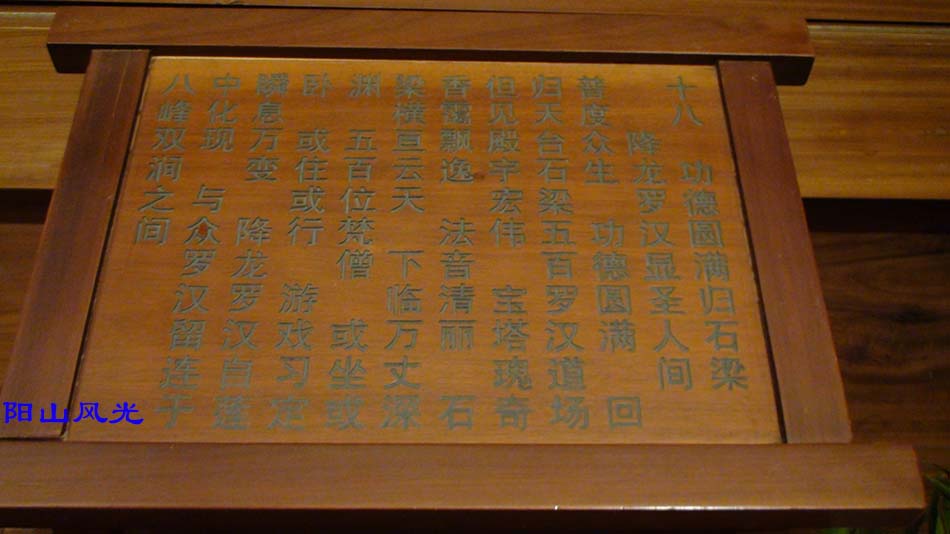 十八 功德圆满归石梁
降龙罗汉显圣人间
普度众生 功德圆满 回
归天台石梁五百罗汉道场
但见殿宇宏伟 宝塔瑰奇
香霭飘逸 法音清丽 石
梁横亘云天 下临万丈深
渊 五百位梵僧 或坐或
卧 或住或行 游戏习定
瞬息万变 降龙罗汉自莲
中化现 与众罗汉留连于
八峰双涧之间
阳山风光